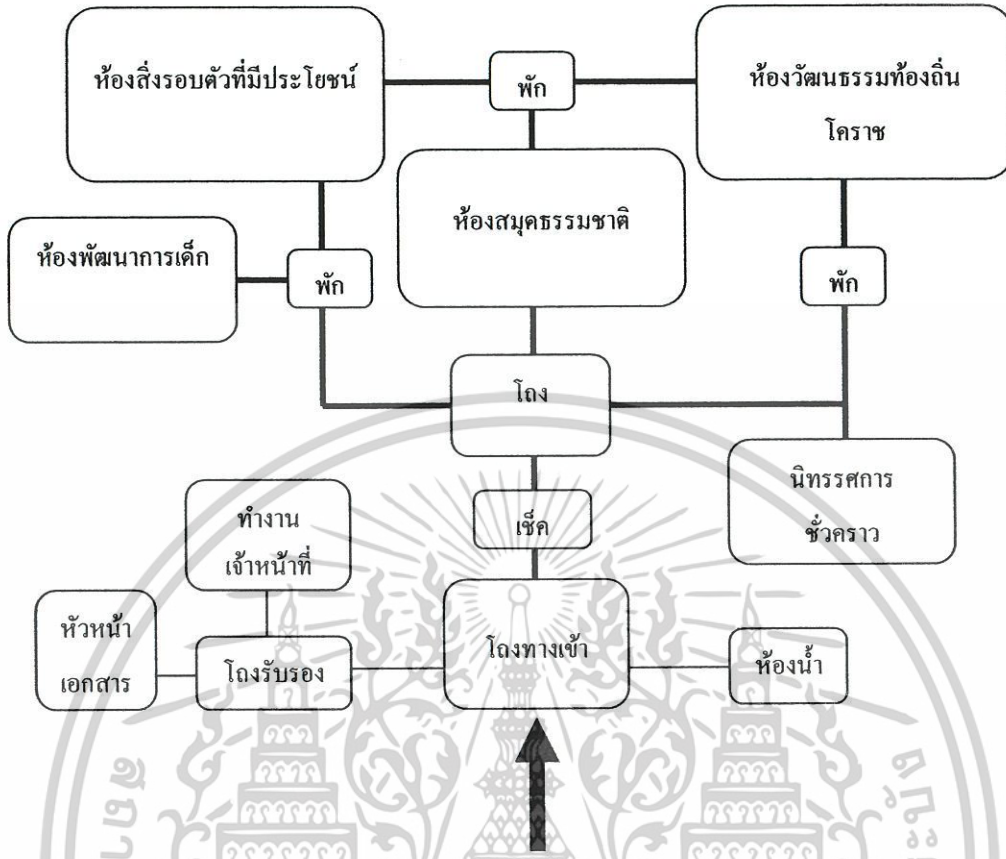 ห้องสิ่งรอบตัวที่มีประโยชน์
พัก
ห้องวัฒนธรรมท้องถิ่น
โคราช
ห้องสมุดธรรมชาติ
ห้องพัฒนาการเด็ก
พัก
พัก
โถง
นิทรรศการ
ชั่วคราว
เช็ค
ทำงาน
เจ้าหน้าที่
หัวหน้า
เอกสาร
โถงรับรอง
โถงทางเข้า
ห้องน้ำ